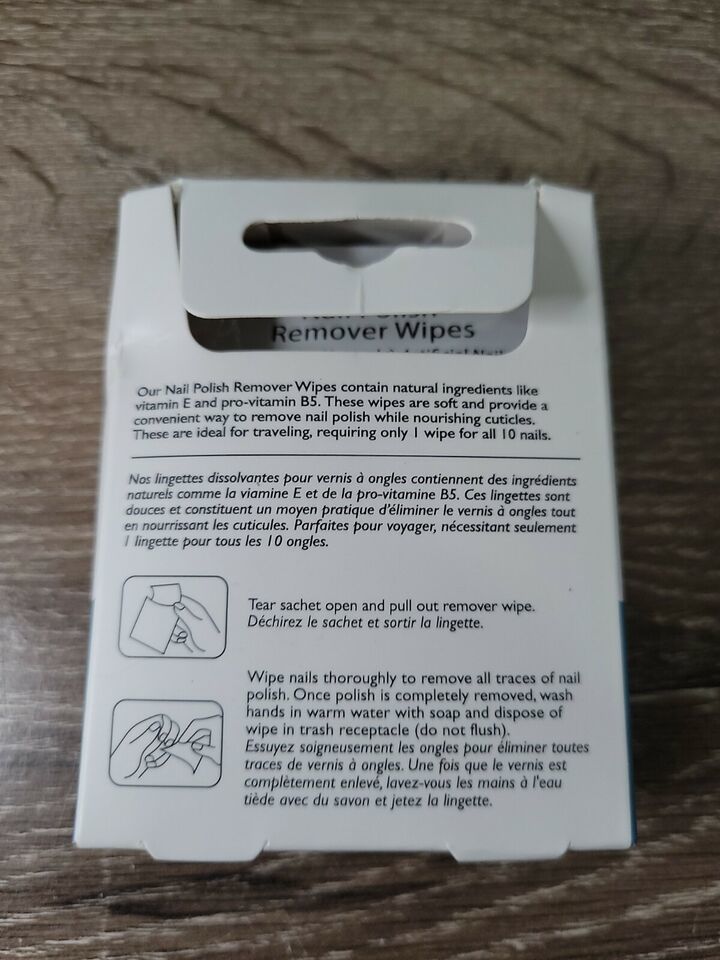 Nail Polish
Remover Wipes
Our Nail Polish Remover Wipes contain natural ingredients like
vitamin E and pro-vitamin B5. These wipes are soft and provide a
convenient way to remove nail polish while nourishing cuticles.
These are ideal for traveling, requiring only 1 wipe for all 10 nails.
Nos lingettes dissolvantes pour vernis à ongles contiennent des ingrédients
naturels comme la viamine E et de la pro-vitamine B5. Ces lingettes sont
douces et constituent un moyen pratique d'éliminer le vernis à ongles tout
en nourrissant les cuticules. Parfaites pour voyager, nécessitant seulement
1 lingette pour tous les 10 ongles.
Tear sachet open and pull out remover wipe.
Déchirez le sachet et sortir la lingette.
Wipe nails thoroughly to remove all traces of nail
polish. Once polish is completely removed, wash
hands in warm water with soap and dispose of
wipe in trash receptacle (do not flush).
Essuyez soigneusement les ongles pour éliminer toutes
traces de vernis à ongles. Une fois que le vernis est
complètement enlevé, lavez-vous les mains à l'eau
tiède avec du savon et jetez la lingette.